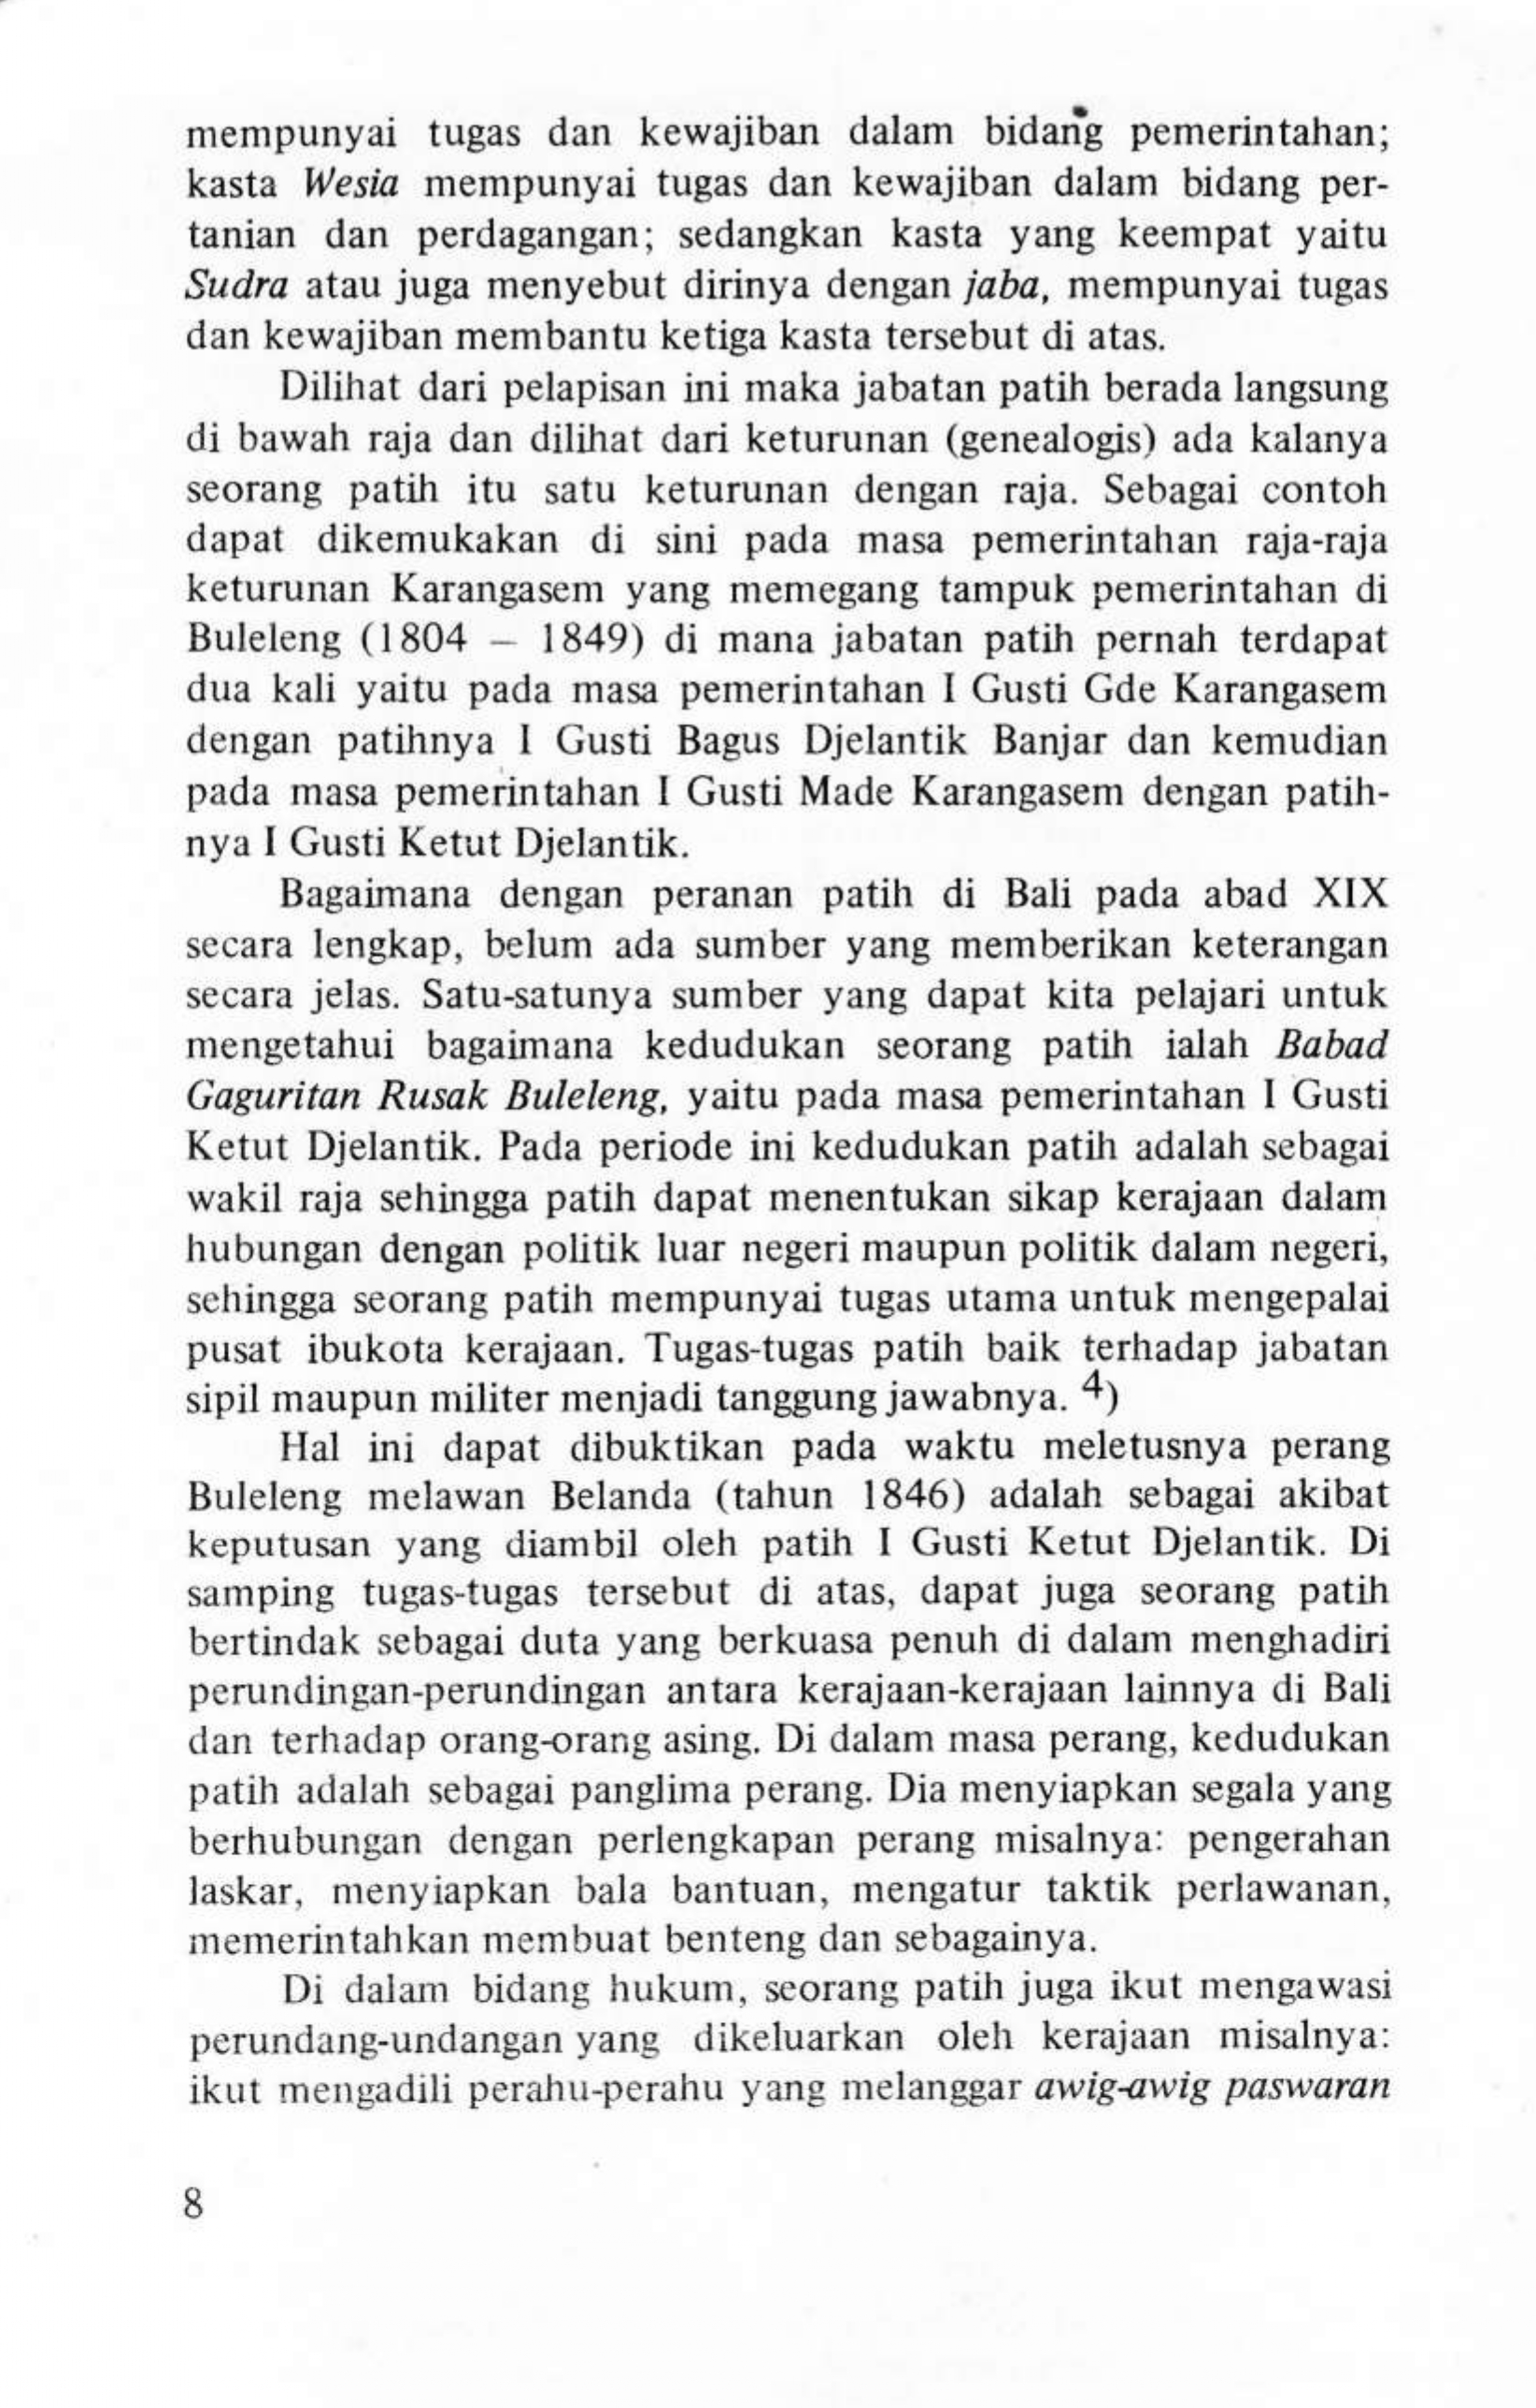 mempunyai tugas dan kewajiban dalam bidang pemerintahan;
kasta Wesia mempunyai tugas dan kewajiban dalam bidang per-
tanian dan perdagangan; sedangkan kasta yang keempat yaitu
Sudra atau juga menyebut dirinya dengan jaba, mempunyai tugas
dan kewajiban membantu ketiga kasta tersebut di atas.
Dilihat dari pelapisan ini maka jabatan patih berada langsung
di bawah raja dan dilihat dari keturunan (genealogis) ada kalanya
seorang patih itu satu keturunan dengan raja. Sebagai contoh
dapat dikemukakan di sini pada masa pemerintahan raja-raja
keturunan Karangasem yang memegang tampuk pemerintahan di
Buleleng (1804 – 1849) di mana jabatan patih pernah terdapat
dua kali yaitu pada masa pemerintahan I Gusti Gde Karangasem
dengan patihnya I Gusti Bagus Djelantik Banjar dan kemudian
pada masa pemerintahan I Gusti Made Karangasem dengan patih-
nya I Gusti Ketut Djelantik.
Bagaimana dengan peranan patih di Bali pada abad XIX
secara lengkap, belum ada sumber yang memberikan keterangan
secara jelas. Satu-satunya sumber yang dapat kita pelajari untuk
mengetahui bagaimana kedudukan seorang patih ialah Babad
Gaguritan Rusak Buleleng, yaitu pada masa pemerintahan I Gusti
Ketut Djelantik. Pada periode ini kedudukan patih adalah sebagai
wakil raja sehingga patih dapat menentukan sikap kerajaan dalam
hubungan dengan politik luar negeri maupun politik dalam negeri,
sehingga seorang patih mempunyai tugas utama untuk mengepalai
pusat ibukota kerajaan. Tugas-tugas patih baik terhadap jabatan
sipil maupun militer menjadi tanggung jawabnya. 4)
Hal ini dapat dibuktikan pada waktu meletusnya perang
Buleleng melawan Belanda (tahun 1846) adalah sebagai akibat
keputusan yang diambil oleh patih I Gusti Ketut Djelantik. Di
samping tugas-tugas tersebut di atas, dapat juga seorang patih
bertindak sebagai duta yang berkuasa penuh di dalam menghadiri
perundingan-perundingan antara kerajaan-kerajaan lainnya di Bali
dan terhadap orang-orang asing. Di dalam masa perang, kedudukan
patih adalah sebagai panglima perang. Dia menyiapkan segala yang
berhubungan dengan perlengkapan perang misalnya: pengerahan
laskar, menyiapkan bala bantuan, mengatur taktik perlawanan,
memerintahkan membuat benteng dan sebagainya.
Di dalam bidang hukum, seorang patih juga ikut mengawasi
perundang-undangan yang dikeluarkan oleh kerajaan misalnya:
ikut mengadili perahu-perahu yang melanggar awig-awig paswaran
8